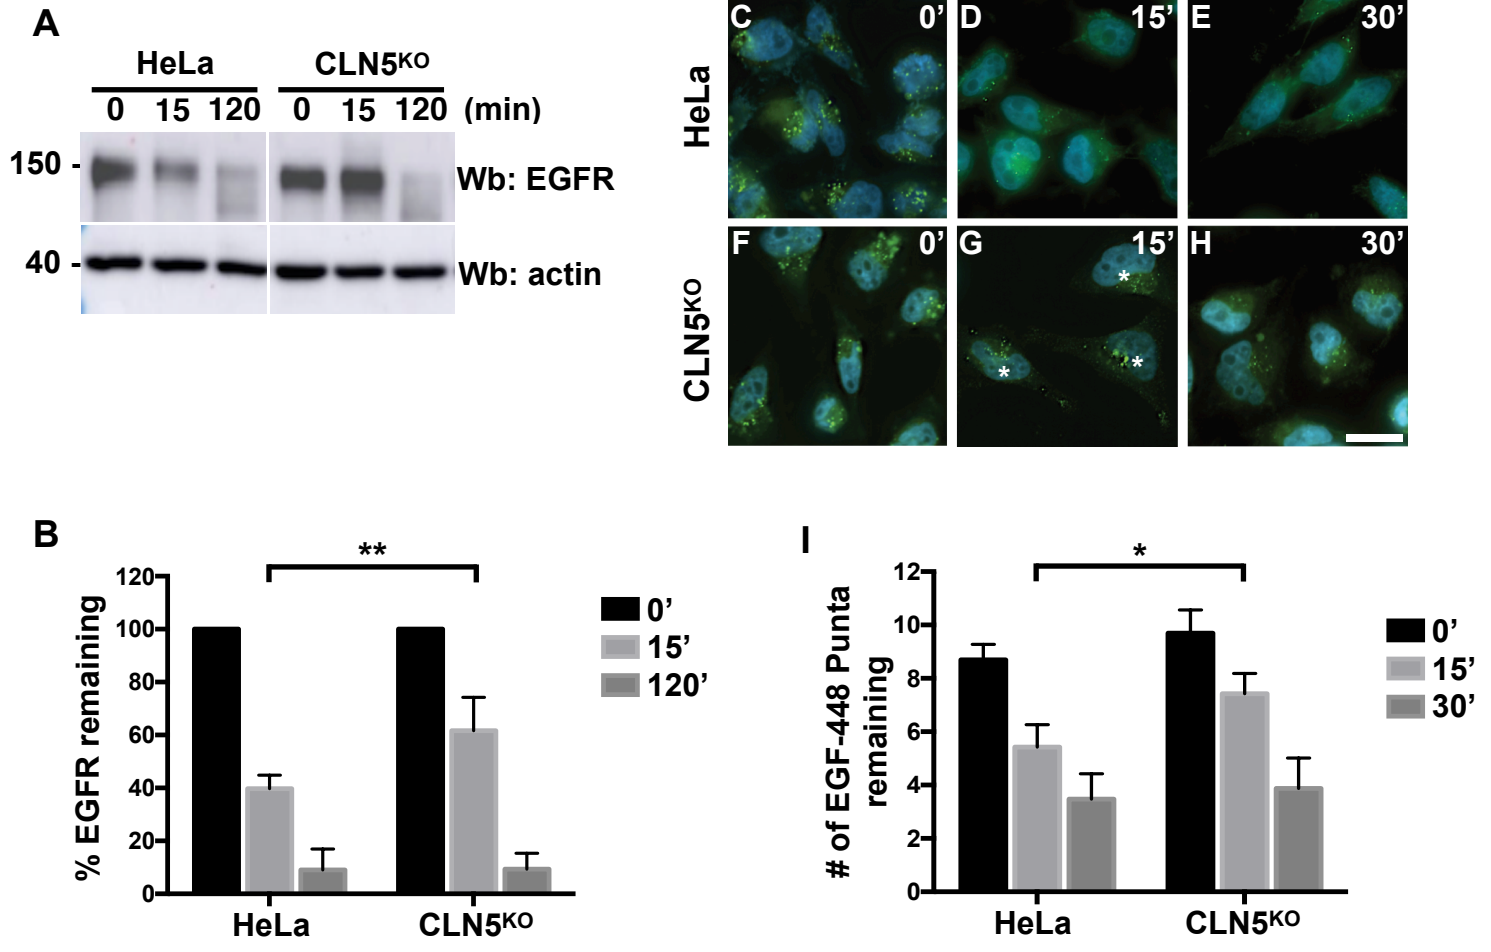 A
HeLa CLN5KO
0 15 120 0 15 120 (min)
150 - Wb: EGFR
40 - Wb: actin
HeLa
C 0’ D 15’ E 30’
CLN5KO
F 0’ G 15’ H 30’
* * *
B
**
% EGFR remaining
120
100
80
60
40
20
0
HeLa CLN5KO
0’
15’
120’
I
*
# of EGF-448 Punta
remaining
12
10
8
6
4
2
0
HeLa CLN5KO
0’
15’
30’